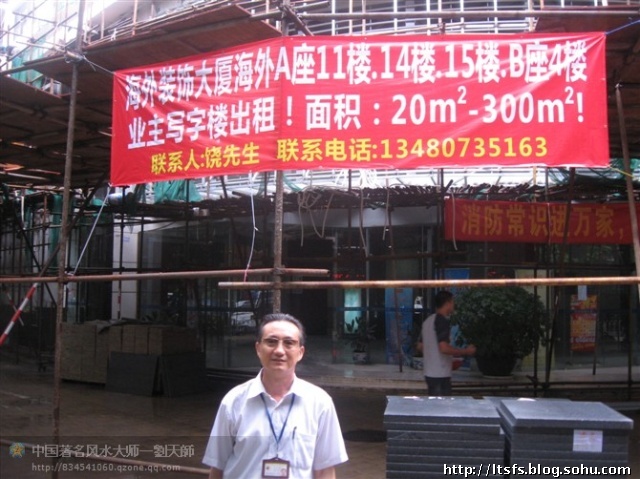 海外装饰大厦海外A座11楼.14楼.15楼.B座4楼
业主写字楼出租！面积：20m²-300m²!
联系人:饶先生 联系电话:13480735163
消防常识进万家,
中国著名风水大师—劉天師
http://834541060.qzone.qq.com
http://ltsfs.blog.sohu.com